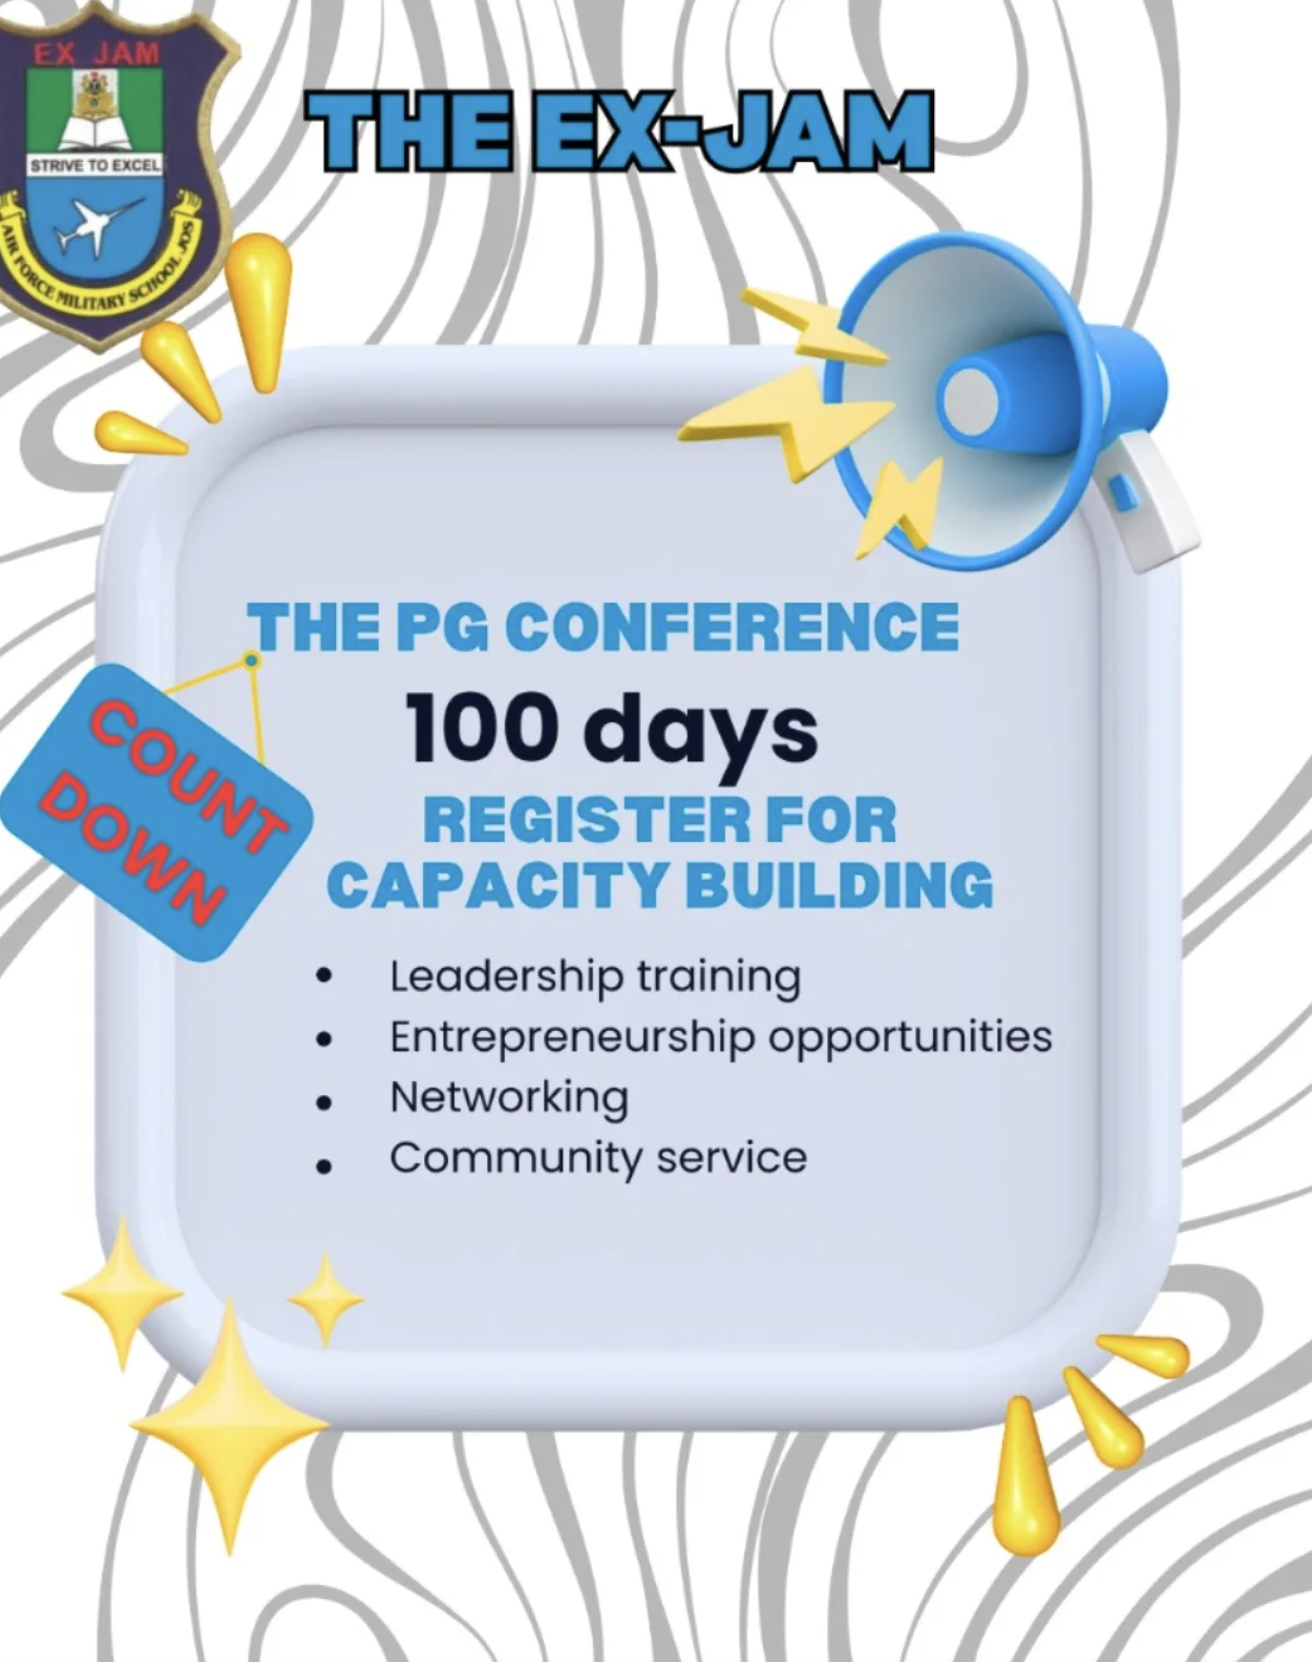 EX JAM
STRIVE TO EXCEL
AIR FORCE MILITARY SCHOOL JOS
THE EX-JAM
THE PG CONFERENCE
100 days
COUNT
DOWN
REGISTER FOR
CAPACITY BUILDING
• Leadership training
• Entrepreneurship opportunities
• Networking
• Community service